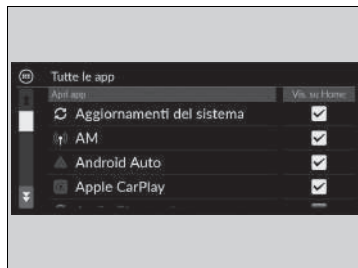 Tutte le app
Apri app Vis. su Home
Aggiornamenti del sistema
AM
Android Auto
Apple CarPlay